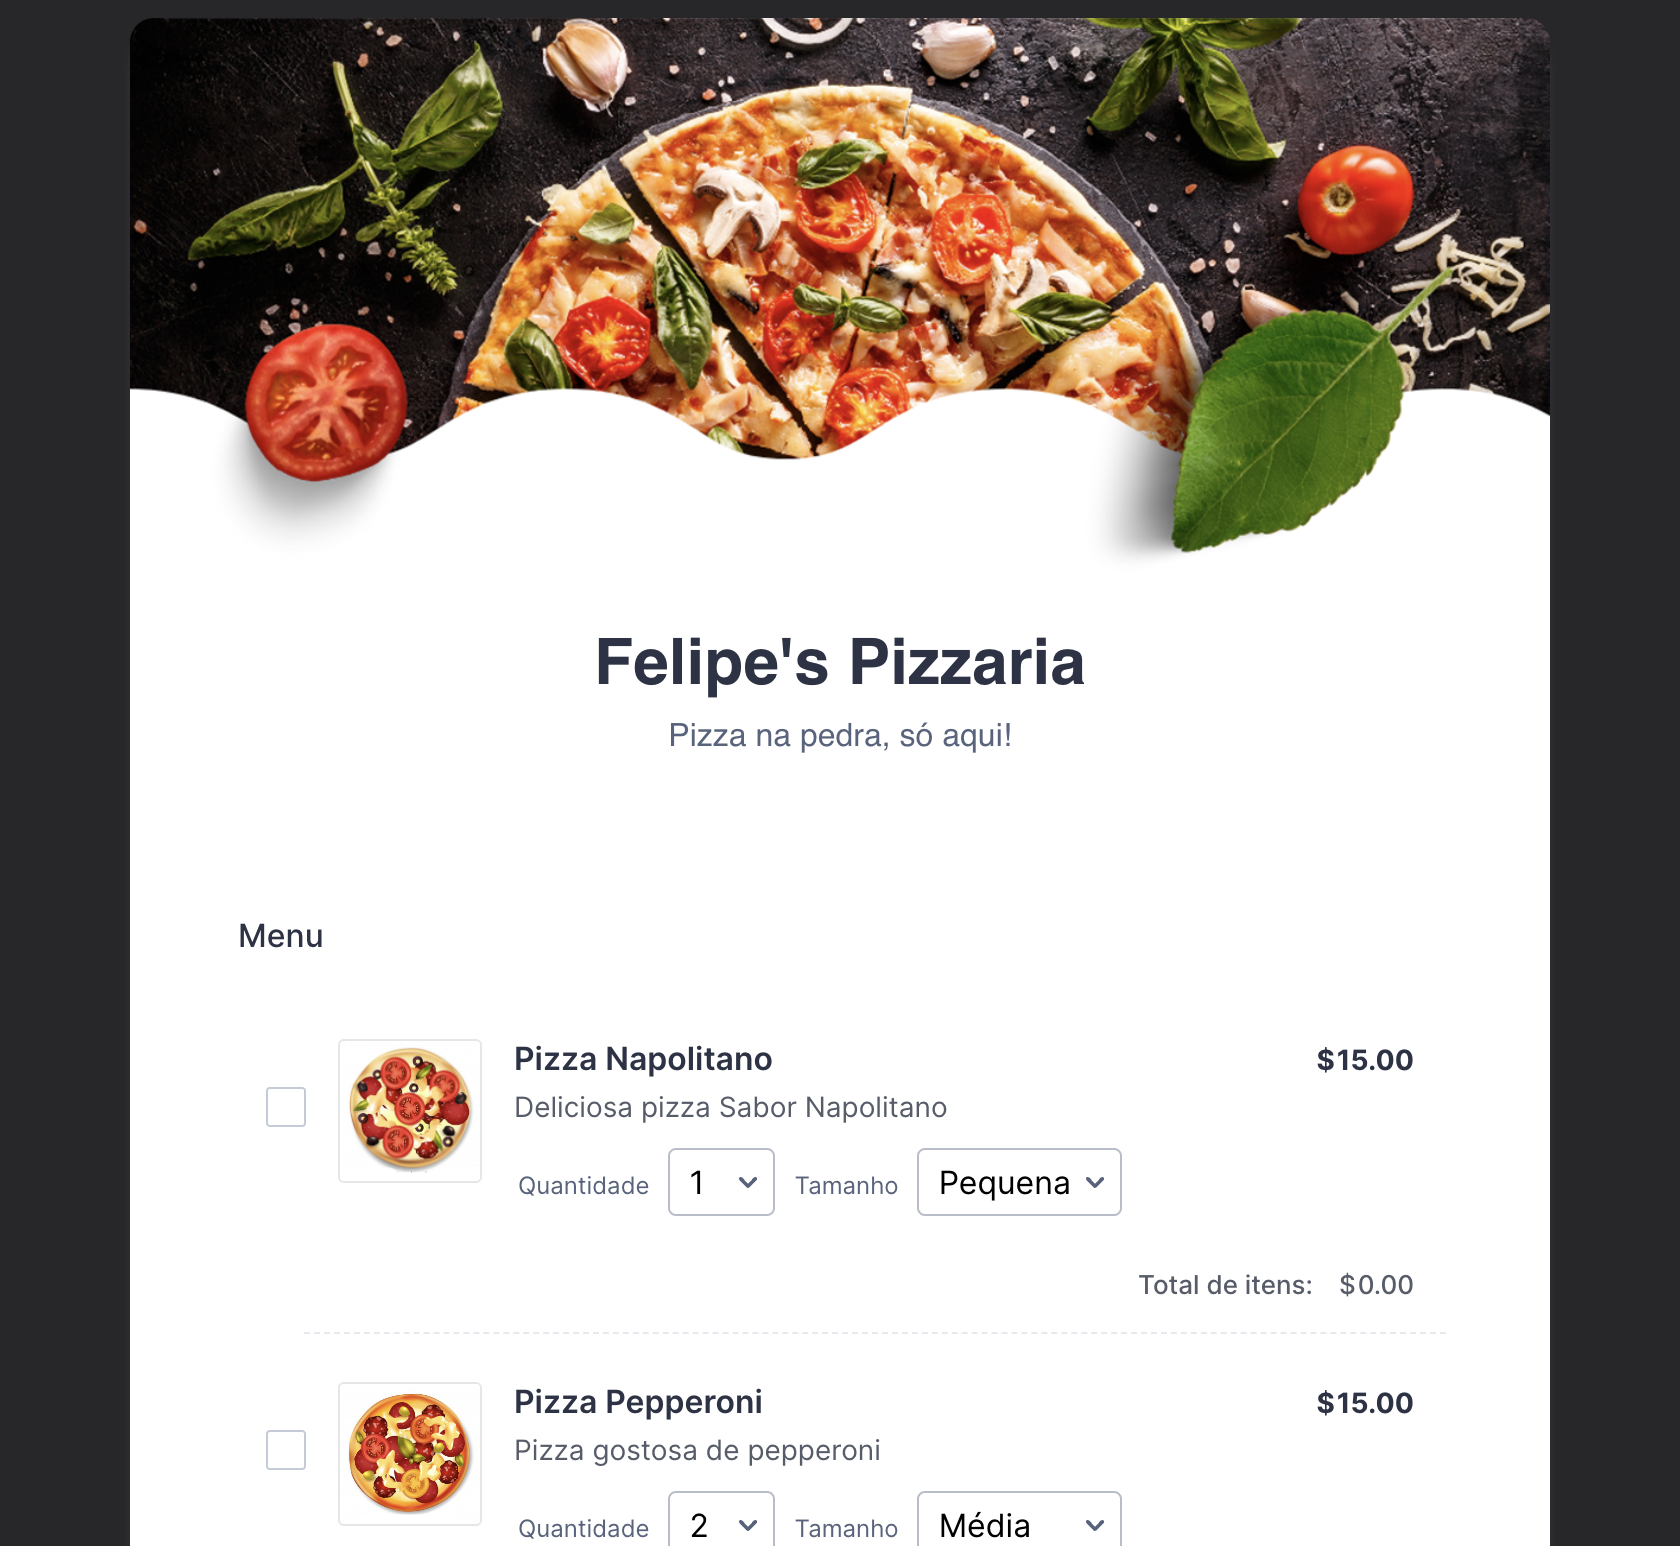 Felipe's Pizzaria
Pizza na pedra, só aqui!
Menu
Pizza Napolitano $15.00
Deliciosa pizza Sabor Napolitano
Quantidade 1 Tamanho Pequena
Total de itens: $0.00
Pizza Pepperoni $15.00
Pizza gostosa de pepperoni
Quantidade 2 Tamanho Média